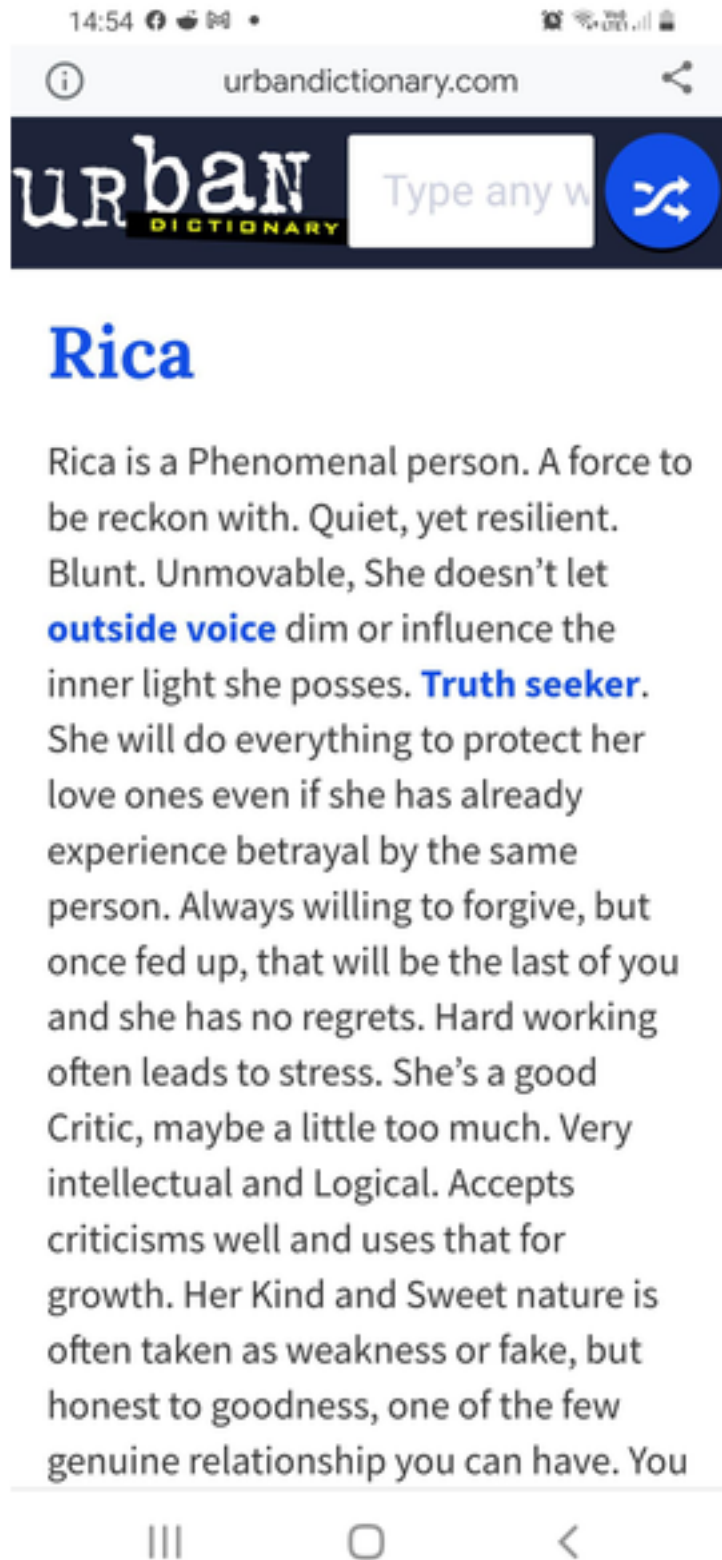 14:54
urbandictionary.com
urban
DICTIONARY
Type any w
Rica
Rica is a Phenomenal person. A force to
be reckon with. Quiet, yet resilient.
Blunt. Unmovable, She doesn't let
outside voice dim or influence the
inner light she posses. Truth seeker.
She will do everything to protect her
love ones even if she has already
experience betrayal by the same
person. Always willing to forgive, but
once fed up, that will be the last of you
and she has no regrets. Hard working
often leads to stress. She's a good
Critic, maybe a little too much. Very
intellectual and Logical. Accepts
criticisms well and uses that for
growth. Her Kind and Sweet nature is
often taken as weakness or fake, but
honest to goodness, one of the few
genuine relationship you can have. You